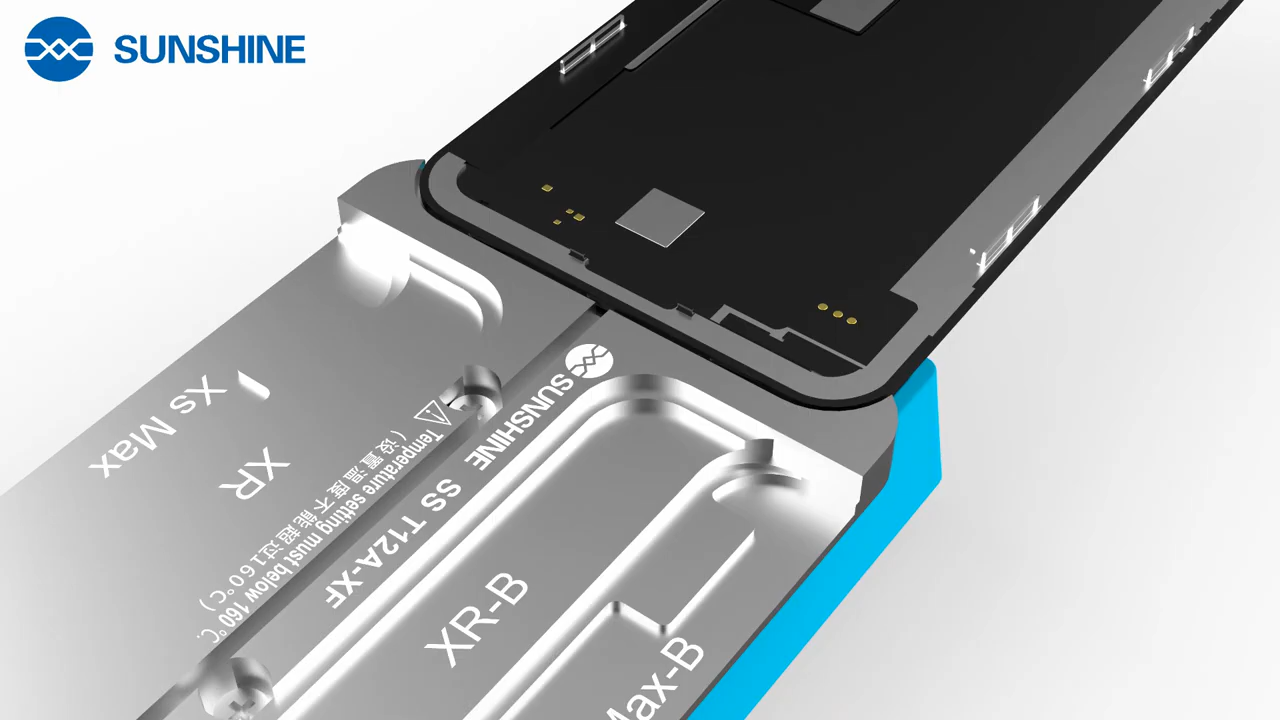 SUNSHINE
SUNSHINE SS T12A-XF
Temperature setting must below 160℃.
(设置温度不能超过160℃)
Xs Max
XR
XR-B
Max-B